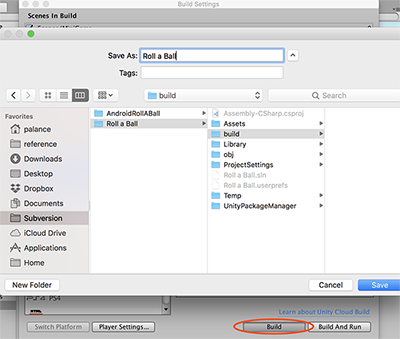 Build Settings
Scenes In Build
Save As: Roll a Ball
Tags:
build
Search
Favorites
palance
reference
Downloads
Desktop
Dropbox
Documents
Subversion
iCloud Drive
Applications
Home
AndroidRollABall
Roll a Ball
Assembly-CSharp.csproj
Assets
build
Library
obj
ProjectSettings
Roll a Ball.sln
Roll a Ball.userprefs
Temp
UnityPackageManager
New Folder
Cancel
Save
PS4
Learn about Unity Cloud Build
Switch Platform
Player Settings...
Build
Build And Run